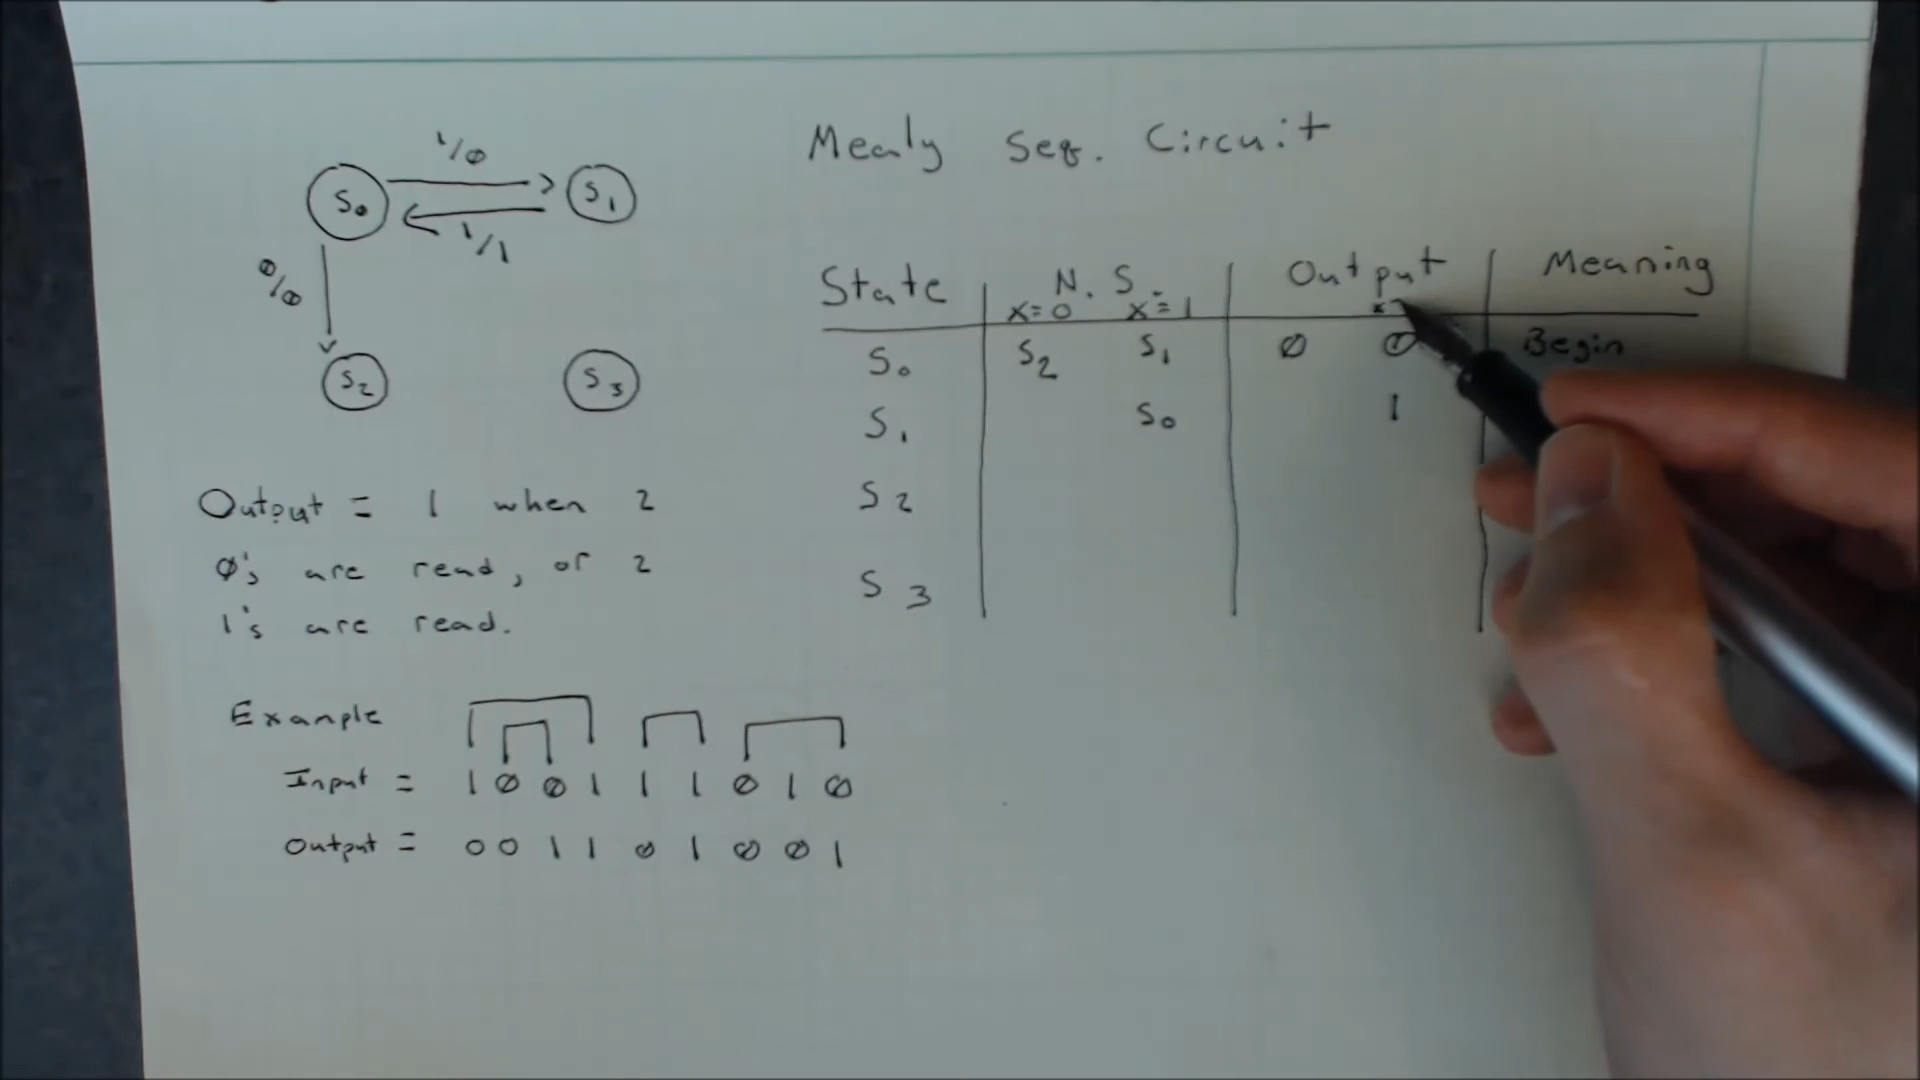 Mealy Seq. Circuit
1/0
S0
S1
1/1
0/0
S2
S3
State N.S. Output Meaning
x=0 x=1
S0 S2 S1 0 0 Begin
S1 S0 1
S2
S3
Output = 1 when 2
0's are read, or 2
1's are read.
Example
Input = 1 0 0 1 1 1 0 1 0
Output = 0 0 1 1 0 1 0 0 1